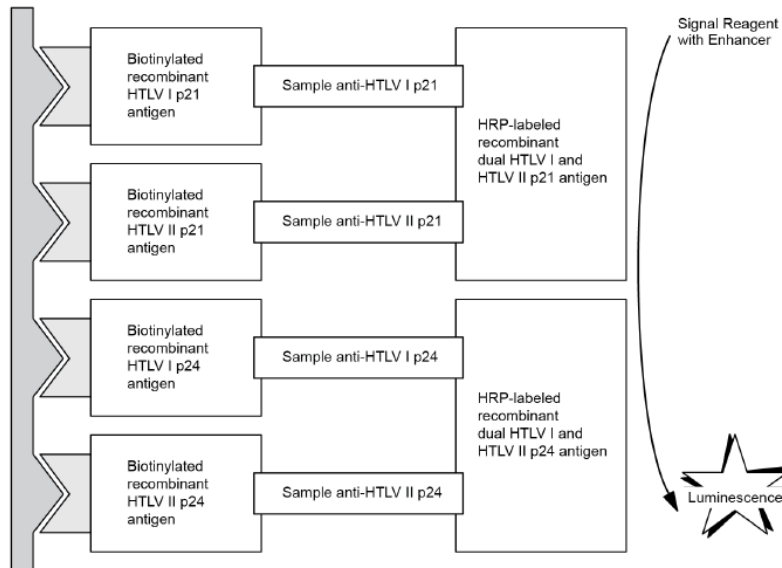 Biotinylated
recombinant
HTLV I p21
antigen
Sample anti-HTLV I p21
HRP-labeled
recombinant
dual HTLV I and
HTLV II p21 antigen
Signal Reagent
with Enhancer
Biotinylated
recombinant
HTLV II p21
antigen
Sample anti-HTLV II p21
Biotinylated
recombinant
HTLV I p24
antigen
Sample anti-HTLV I p24
HRP-labeled
recombinant
dual HTLV I and
HTLV II p24 antigen
Biotinylated
recombinant
HTLV II p24
antigen
Sample anti-HTLV II p24
Luminescence